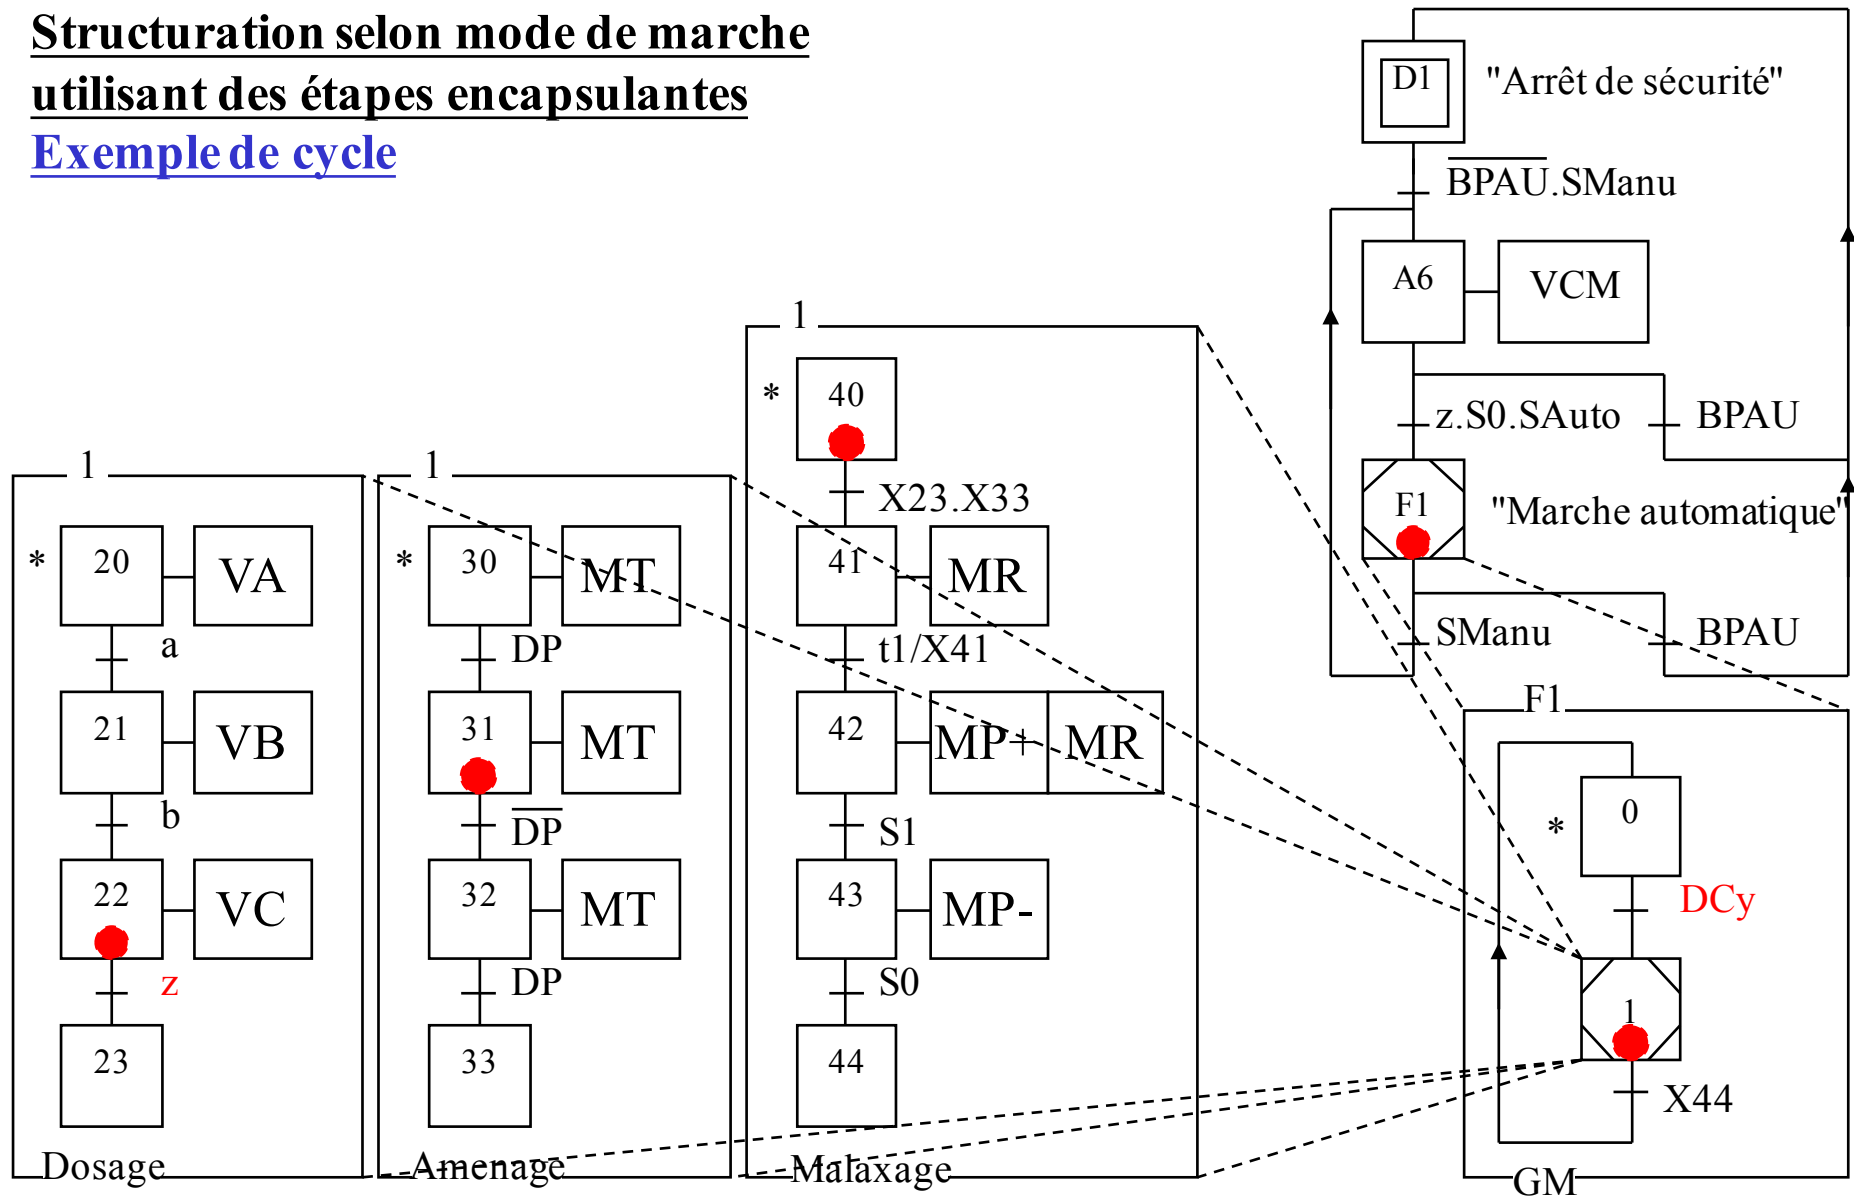 Structuration selon mode de marche
utilisant des étapes encapsulantes
Exemple de cycle
D1
"Arrêt de sécurité"
B̅P̅A̅U̅.SManu
A6
VCM
z.S0.SAuto
BPAU
F1
"Marche automatique"
SManu
BPAU
1
*
20
VA
a
21
VB
b
22
VC
z
23
Dosage
1
*
30
MT
DP
31
MT
D̅P̅
32
MT
DP
33
Amenage
1
*
40
X23.X33
41
MR
t1/X41
42
MP+
MR
S1
43
MP-
S0
44
Malaxage
F1
*
0
DCy
1
X44
GM